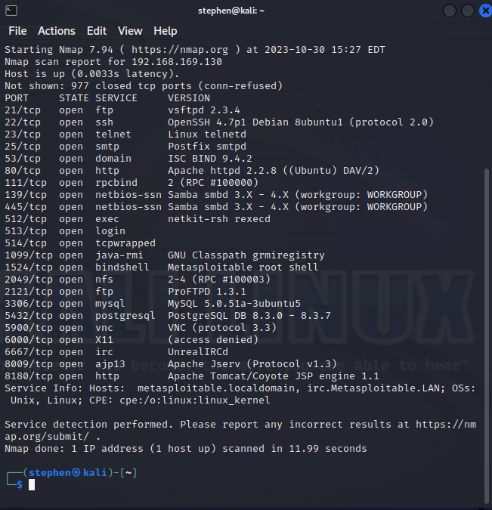 stephen@kali: ~
File Actions Edit View Help
Starting Nmap 7.94 ( https://nmap.org ) at 2023-10-30 15:27 EDT
Nmap scan report for 192.168.169.130
Host is up (0.0033s latency).
Not shown: 977 closed tcp ports (conn-refused)
PORT     STATE SERVICE     VERSION
21/tcp   open  ftp         vsftpd 2.3.4
22/tcp   open  ssh         OpenSSH 4.7p1 Debian 8ubuntu1 (protocol 2.0)
23/tcp   open  telnet      Linux telnetd
25/tcp   open  smtp        Postfix smtpd
53/tcp   open  domain      ISC BIND 9.4.2
80/tcp   open  http        Apache httpd 2.2.8 ((Ubuntu) DAV/2)
111/tcp  open  rpcbind     2 (RPC #100000)
139/tcp  open  netbios-ssn Samba smbd 3.X - 4.X (workgroup: WORKGROUP)
445/tcp  open  netbios-ssn Samba smbd 3.X - 4.X (workgroup: WORKGROUP)
512/tcp  open  exec        netkit-rsh rexecd
513/tcp  open  login
514/tcp  open  tcpwrapped
1099/tcp open  java-rmi    GNU Classpath grmiregistry
1524/tcp open  bindshell   Metasploitable root shell
2049/tcp open  nfs         2-4 (RPC #100003)
2121/tcp open  ftp         ProFTPD 1.3.1
3306/tcp open  mysql       MySQL 5.0.51a-3ubuntu5
5432/tcp open  postgresql  PostgreSQL DB 8.3.0 - 8.3.7
5900/tcp open  vnc         VNC (protocol 3.3)
6000/tcp open  X11         (access denied)
6667/tcp open  irc         UnrealIRCd
8009/tcp open  ajp13       Apache Jserv (Protocol v1.3)
8180/tcp open  http        Apache Tomcat/Coyote JSP engine 1.1
Service Info: Hosts:  metasploitable.localdomain, irc.Metasploitable.LAN; OSs:
 Unix, Linux; CPE: cpe:/o:linux:linux_kernel
Service detection performed. Please report any incorrect results at https://nm
ap.org/submit/ .
Nmap done: 1 IP address (1 host up) scanned in 11.99 seconds
(stephen㉿kali)-[~]
$